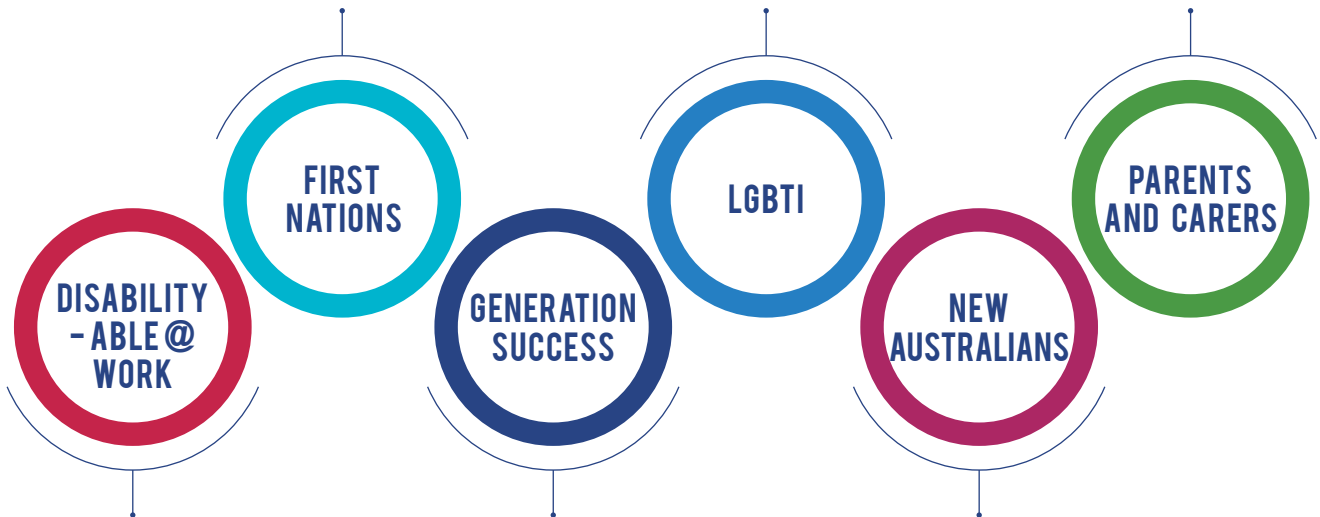 DISABILITY
- ABLE @
WORK
FIRST
NATIONS
GENERATION
SUCCESS
LGBTI
NEW
AUSTRALIANS
PARENTS
AND CARERS